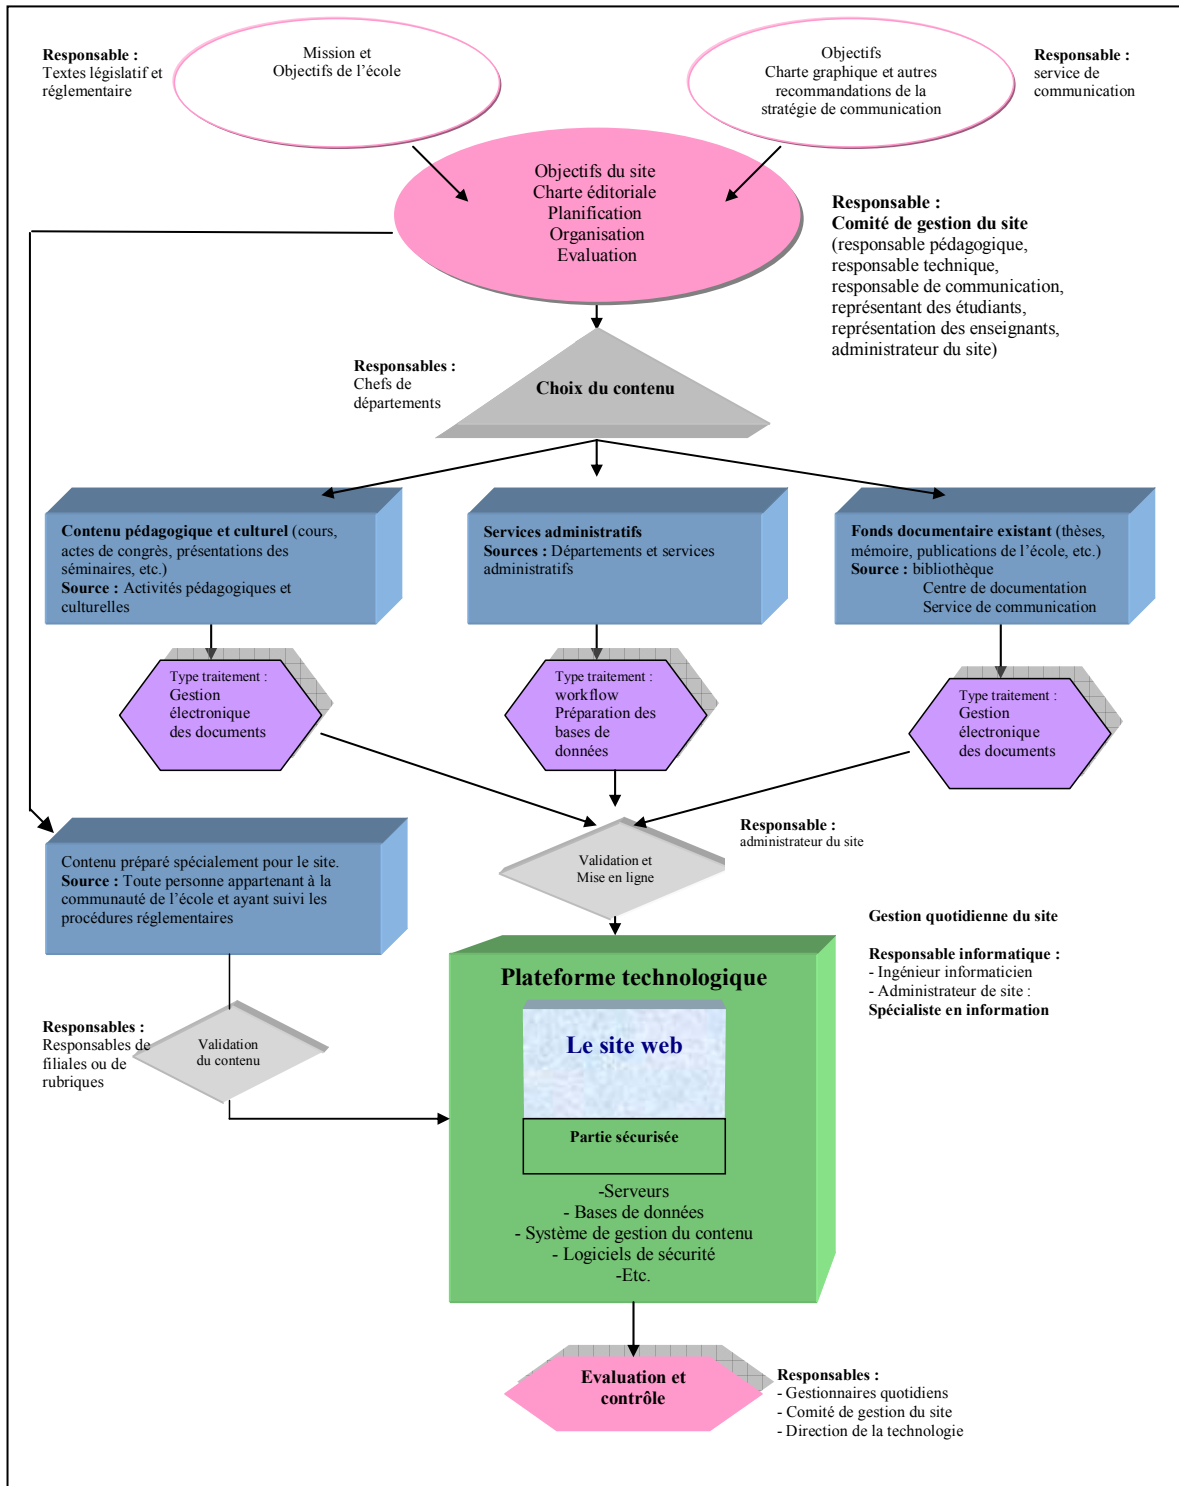 Responsable :
Textes législatif et
réglementaire
Mission et
Objectifs de l'école
Objectifs
Charte graphique et autres
recommandations de la
stratégie de communication
Responsable :
service de
communication
Objectifs du site
Charte éditoriale
Planification
Organisation
Evaluation
Responsable :
Comité de gestion du site
(responsable pédagogique,
responsable technique,
responsable de communication,
représentant des étudiants,
représentation des enseignants,
administrateur du site)
Responsables :
Chefs de
départements
Choix du contenu
Contenu pédagogique et culturel (cours,
actes de congrès, présentations des
séminaires, etc.)
Source : Activités pédagogiques et
culturelles
Services administratifs
Sources : Départements et services
administratifs
Fonds documentaire existant (thèses,
mémoire, publications de l'école, etc.)
Source : bibliothèque
Centre de documentation
Service de communication
Type traitement :
Gestion
électronique
des documents
Type traitement :
workflow
Préparation des
bases de
données
Type traitement :
Gestion
électronique
des documents
Contenu préparé spécialement pour le site.
Source : Toute personne appartenant à la
communauté de l'école et ayant suivi les
procédures réglementaires
Validation et
Mise en ligne
Responsable :
administrateur du site
Gestion quotidienne du site
Responsable informatique :
- Ingénieur informaticien
- Administrateur de site :
Spécialiste en information
Responsables :
Responsables de
filiales ou de
rubriques
Validation
du contenu
Plateforme technologique
Le site web
Partie sécurisée
-Serveurs
- Bases de données
- Système de gestion du contenu
- Logiciels de sécurité
-Etc.
Evaluation et
contrôle
Responsables :
- Gestionnaires quotidiens
- Comité de gestion du site
- Direction de la technologie